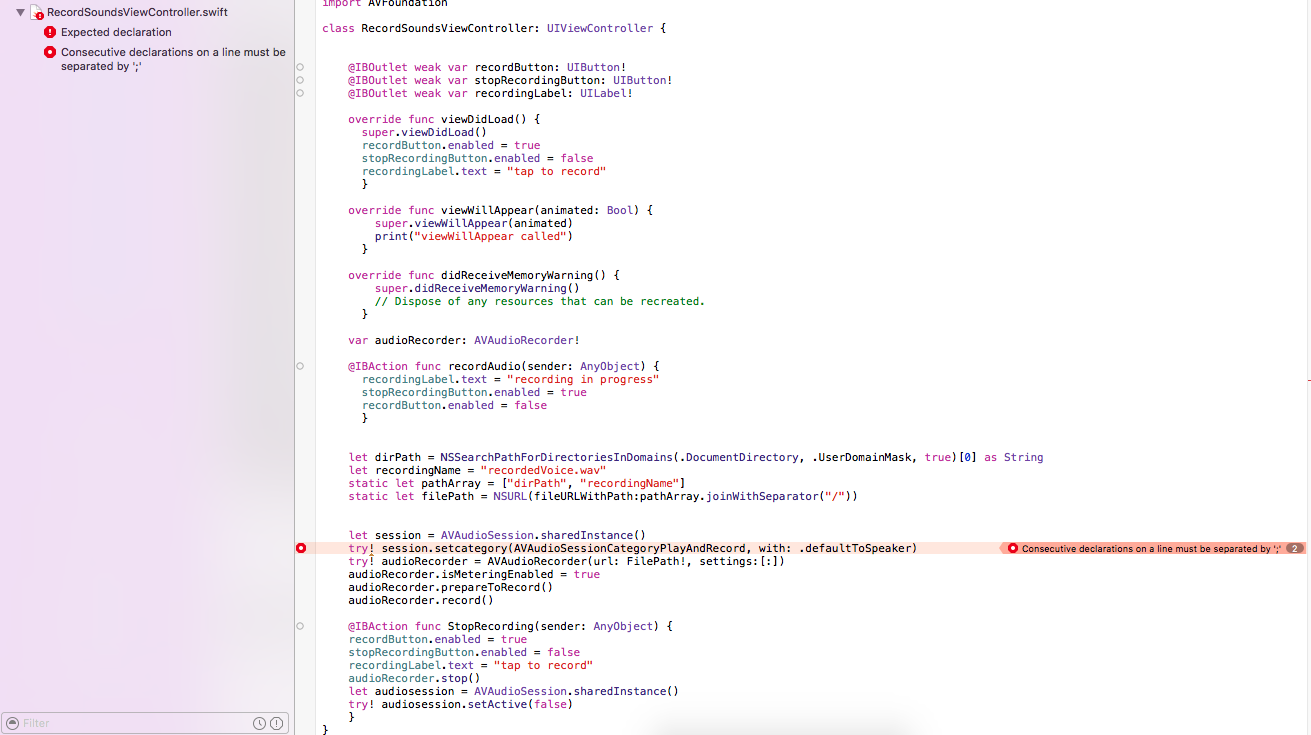 RecordSoundsViewController.swift
Expected declaration
Consecutive declarations on a line must be
separated by ';'
Filter
import AVFoundation
class RecordSoundsViewController: UIViewController {
@IBOutlet weak var recordButton: UIButton!
@IBOutlet weak var stopRecordingButton: UIButton!
@IBOutlet weak var recordingLabel: UILabel!
override func viewDidLoad() {
super.viewDidLoad()
recordButton.enabled = true
stopRecordingButton.enabled = false
recordingLabel.text = "tap to record"
}
override func viewWillAppear(animated: Bool) {
super.viewWillAppear(animated)
print("viewWillAppear called")
}
override func didReceiveMemoryWarning() {
super.didReceiveMemoryWarning()
// Dispose of any resources that can be recreated.
}
var audioRecorder: AVAudioRecorder!
@IBAction func recordAudio(sender: AnyObject) {
recordingLabel.text = "recording in progress"
stopRecordingButton.enabled = true
recordButton.enabled = false
}
let dirPath = NSSearchPathForDirectoriesInDomains(.DocumentDirectory, .UserDomainMask, true)[0] as String
let recordingName = "recordedVoice.wav"
static let pathArray = ["dirPath", "recordingName"]
static let filePath = NSURL(fileURLWithPath:pathArray.joinWithSeparator("/"))
let session = AVAudioSession.sharedInstance()
try! session.setcategory(AVAudioSessionCategoryPlayAndRecord, with: .defaultToSpeaker)
Consecutive declarations on a line must be separated by ';' 2
try! audioRecorder = AVAudioRecorder(url: FilePath!, settings:[:])
audioRecorder.isMeteringEnabled = true
audioRecorder.prepareToRecord()
audioRecorder.record()
@IBAction func StopRecording(sender: AnyObject) {
recordButton.enabled = true
stopRecordingButton.enabled = false
recordingLabel.text = "tap to record"
audioRecorder.stop()
let audiosession = AVAudioSession.sharedInstance()
try! audiosession.setActive(false)
}
}